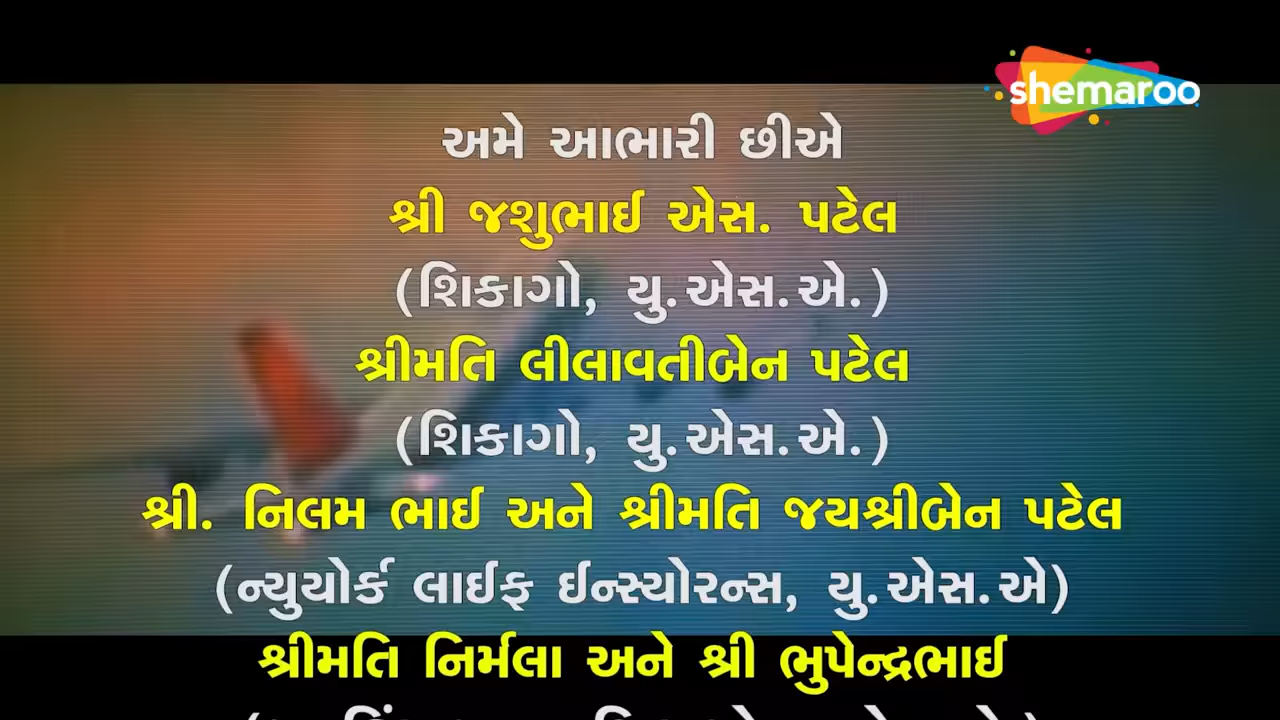 shemaroo
અમે આભારી છીએ
શ્રી જશુભાઈ એસ. પટેલ
(શિકાગો, યુ.એસ.એ.)
શ્રીમતિ લીલાવતીબેન પટેલ
(શિકાગો, યુ.એસ.એ.)
શ્રી. નિલમ ભાઈ અને શ્રીમતિ જયશ્રીબેન પટેલ
(ન્યુયોર્ક લાઈફ ઈન્સ્યોરન્સ, યુ.એસ.એ)
શ્રીમતિ નિર્મલા અને શ્રી ભુપેન્દ્રભાઈ